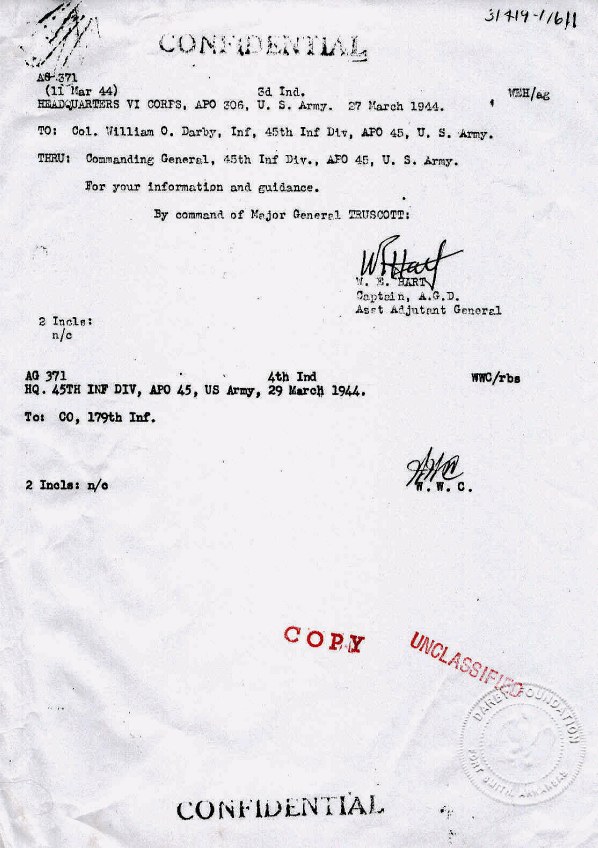 31419-1/611
CONFIDENTIAL
AG 371
(11 Mar 44) 3d Ind. WEH/ag
HEADQUARTERS VI CORPS, APO 306, U. S. Army. 27 March 1944.
TO: Col. William O. Darby, Inf, 45th Inf Div, APO 45, U. S. Army.
THRU: Commanding General, 45th Inf Div., APO 45, U. S. Army.
For your information and guidance.
By command of Major General TRUSCOTT:
W E Hart
W. E. HART
Captain, A.G.D.
Asst Adjutant General
2 Incls:
n/c
AG 371 4th Ind WWC/rbs
HQ. 45TH INF DIV, APO 45, US Army, 29 March 1944.
To: CO, 179th Inf.
WWC
2 Incls: n/c W. W. C.
COPY
UNCLASSIFIED
DARBY FOUNDATION
FORT SMITH, ARKANSAS
CONFIDENTIAL